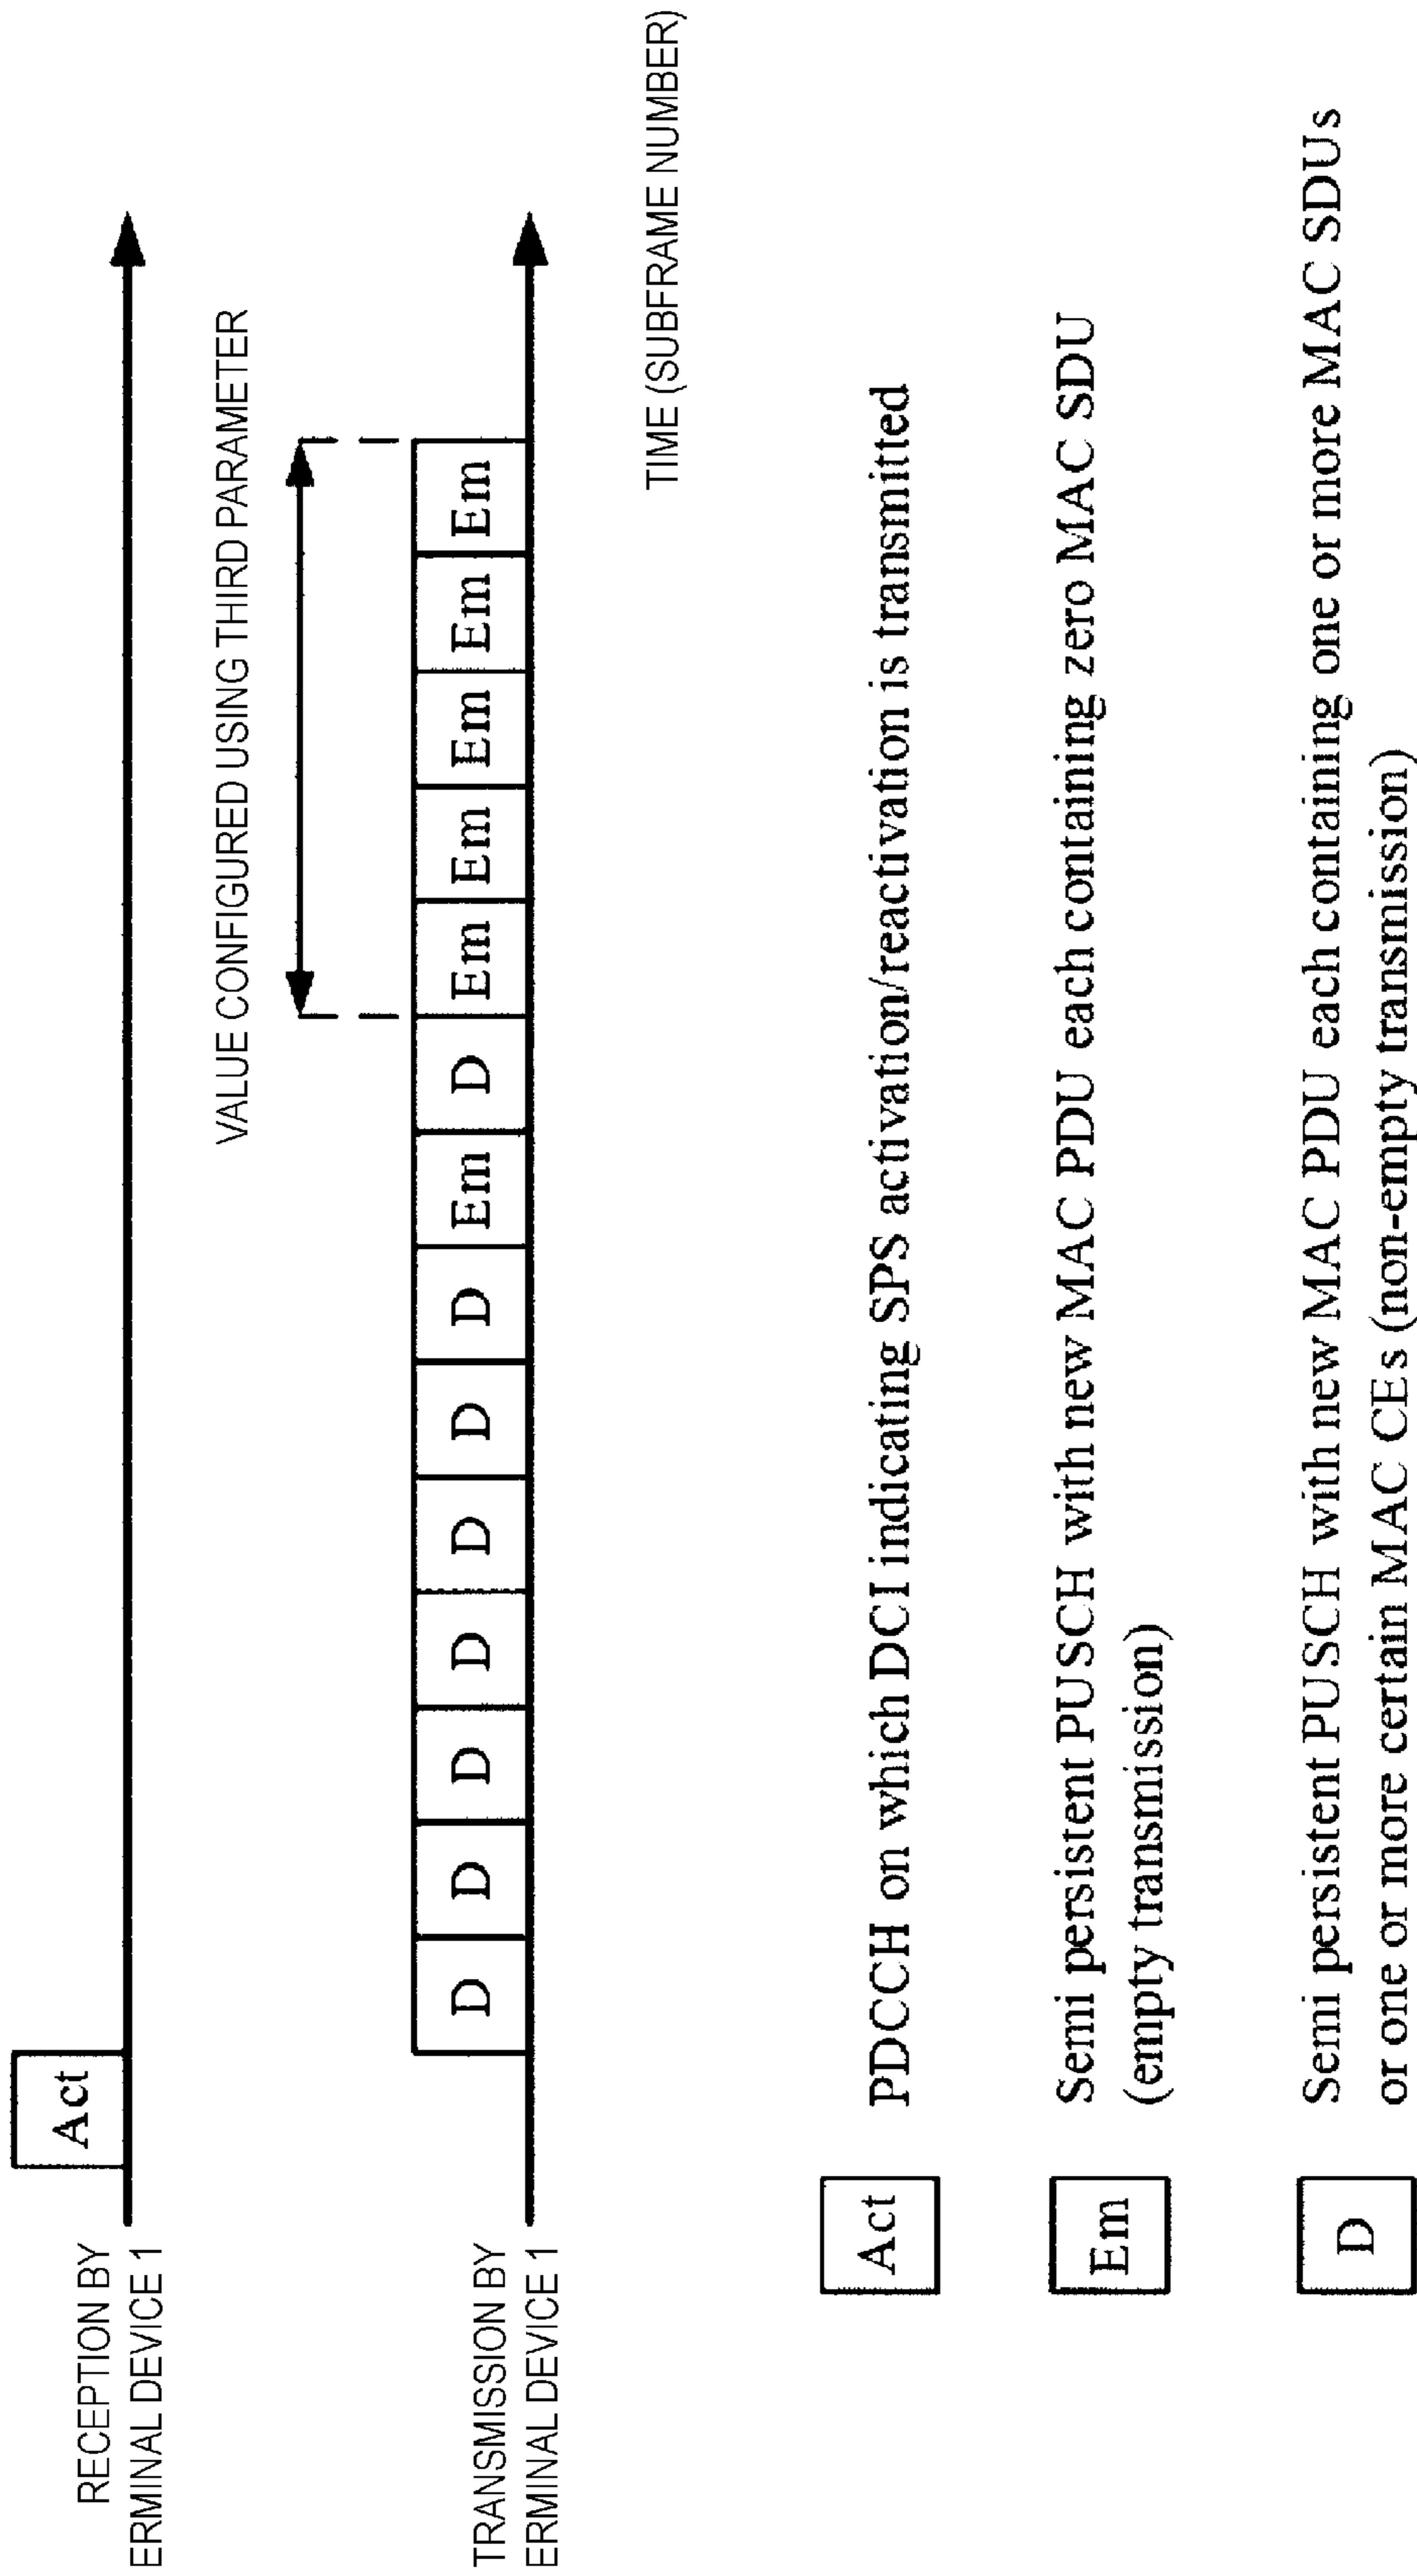 RECEPTION BY
ERMINAL DEVICE 1
Act
VALUE CONFIGURED USING THIRD PARAMETER
TRANSMISSION BY
ERMINAL DEVICE 1
D D D D D D D Em D Em Em Em Em Em
TIME (SUBFRAME NUMBER)
Act PDCCH on which DCI indicating SPS activation/reactivation is transmitted
Em Semi persistent PUSCH with new MAC PDU each containing zero MAC SDU
(empty transmission)
D Semi persistent PUSCH with new MAC PDU each containing one or more MAC SDUs
or one or more certain MAC CEs (non-empty transmission)